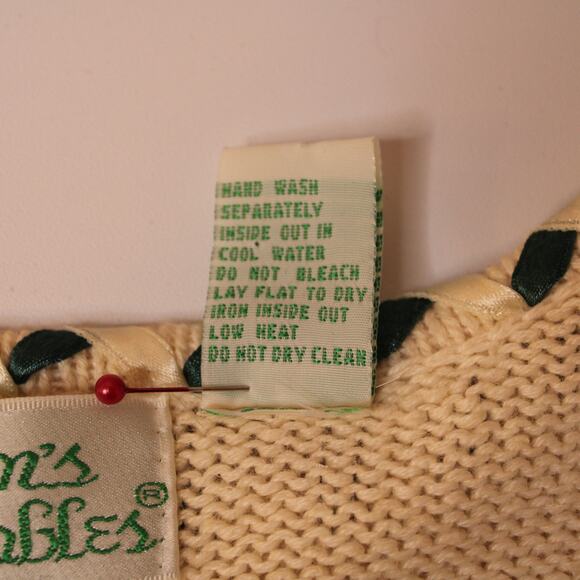 HAND WASH
SEPARATELY
INSIDE OUT IN
COOL WATER
DO NOT BLEACH
LAY FLAT TO DRY
IRON INSIDE OUT
LOW HEAT
DO NOT DRY CLEAN
n's
ables®